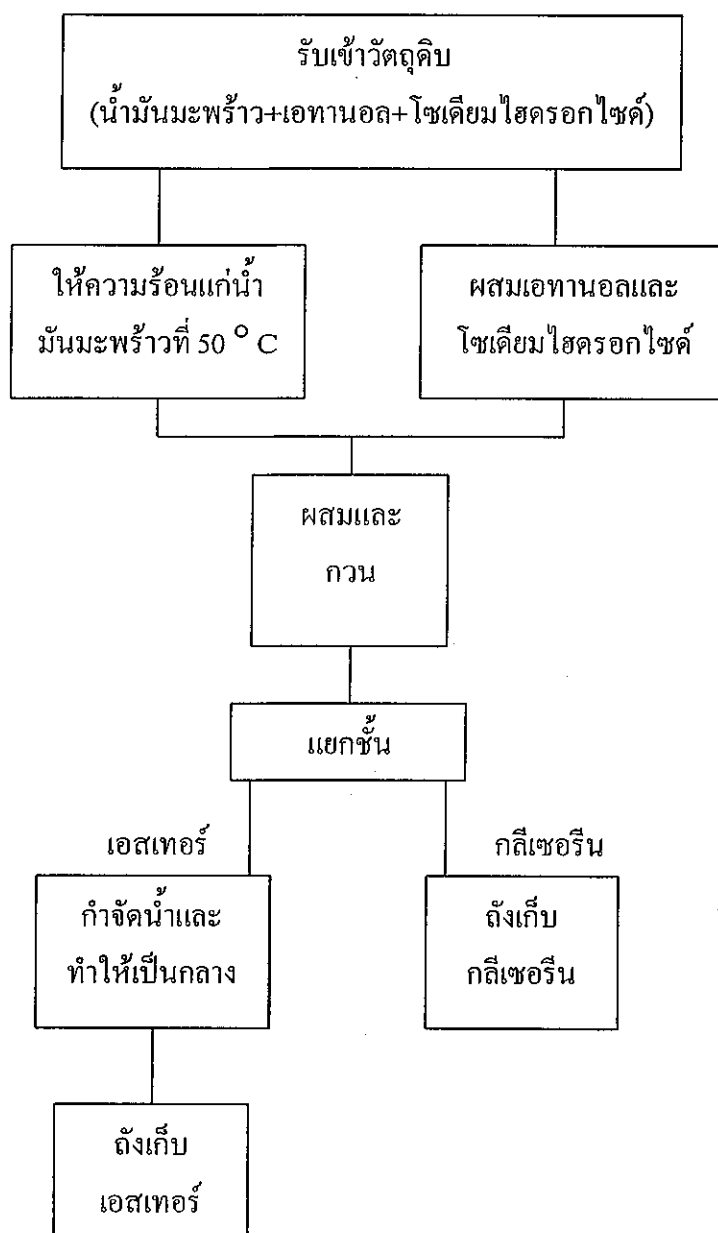 รับเข้าวัตถุดิบ
(น้ำมันมะพร้าว+เอทานอล+โซเดียมไฮดรอกไซด์)
ให้ความร้อนแก่น้ำ
มันมะพร้าวที่ 50 ° C
ผสมเอทานอลและ
โซเดียมไฮดรอกไซด์
ผสมและ
กวน
แยกชั้น
เอสเทอร์
กลีเซอรีน
กำจัดน้ำและ
ทำให้เป็นกลาง
ถังเก็บ
กลีเซอรีน
ถังเก็บ
เอสเทอร์